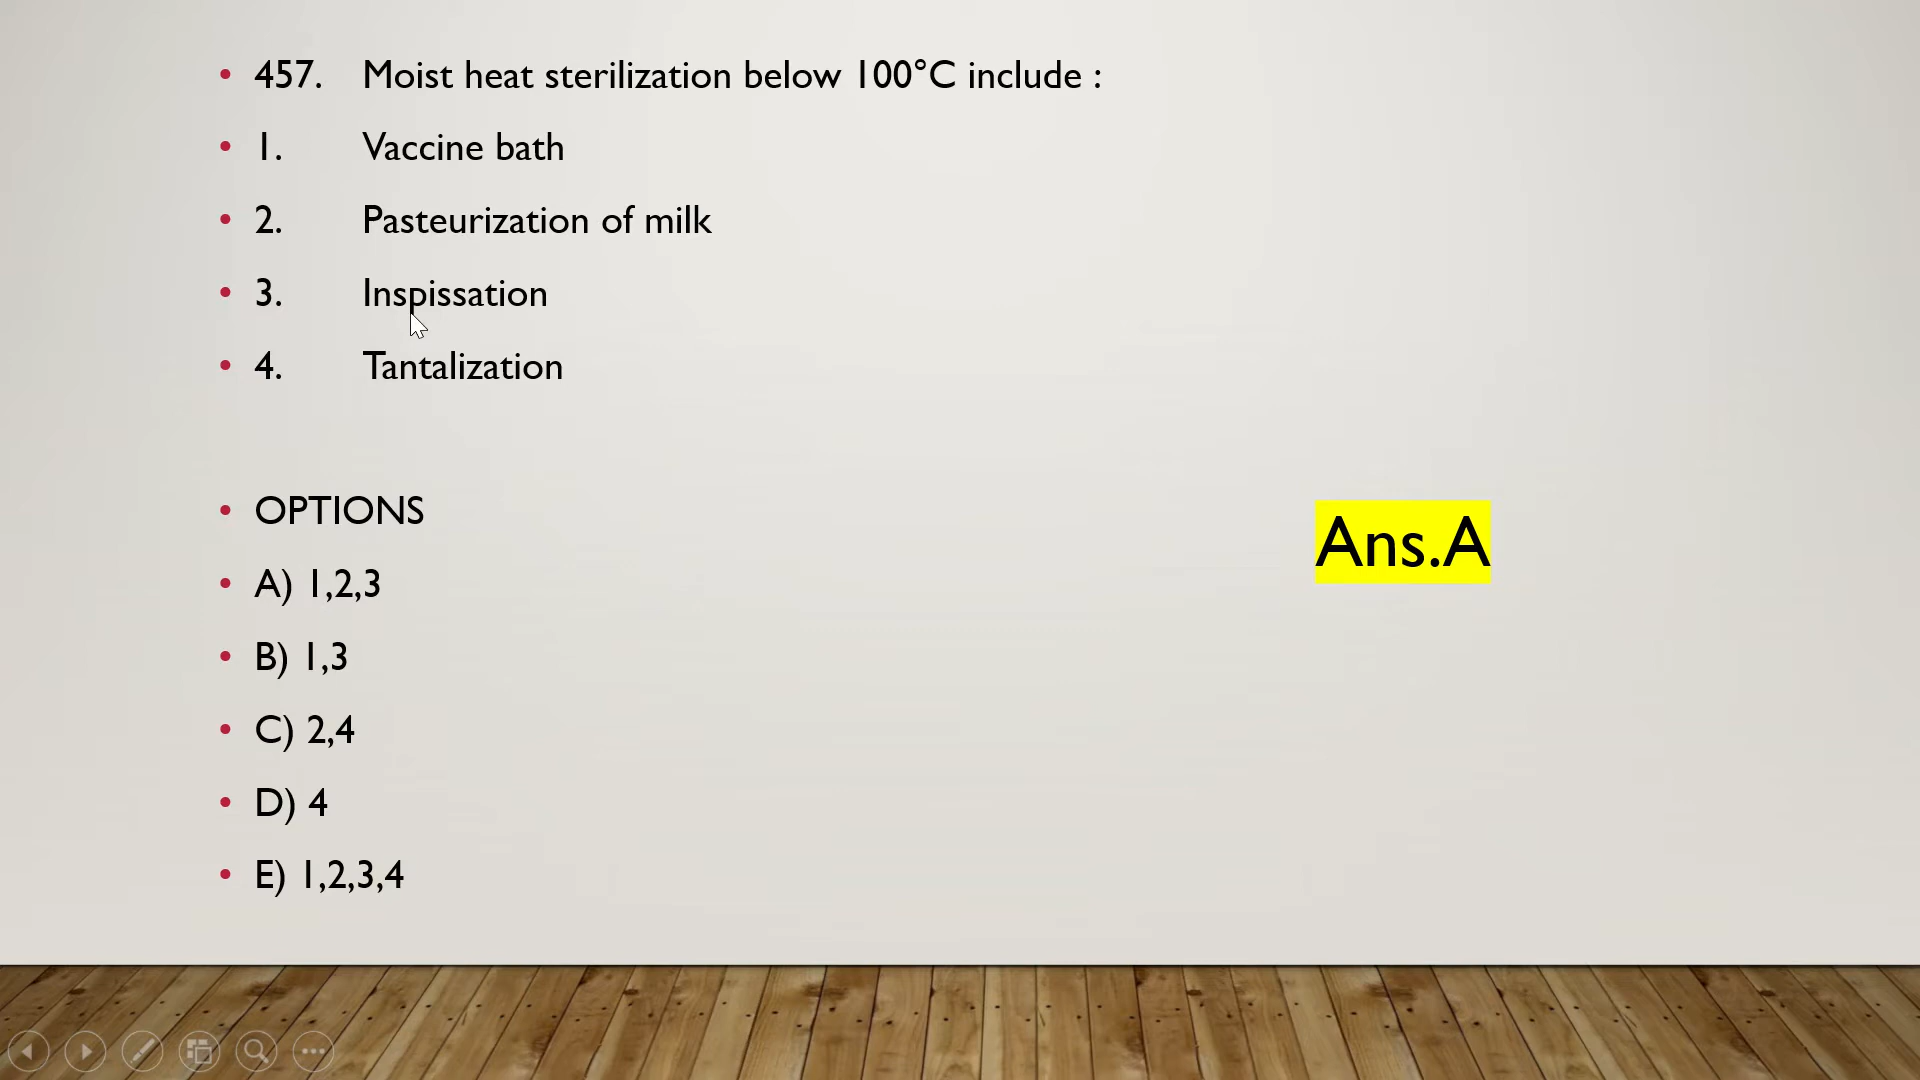 457. Moist heat sterilization below 100°C include :
1. Vaccine bath
2. Pasteurization of milk
3. Inspissation
4. Tantalization
OPTIONS
Ans.A
A) 1,2,3
B) 1,3
C) 2,4
D) 4
E) 1,2,3,4